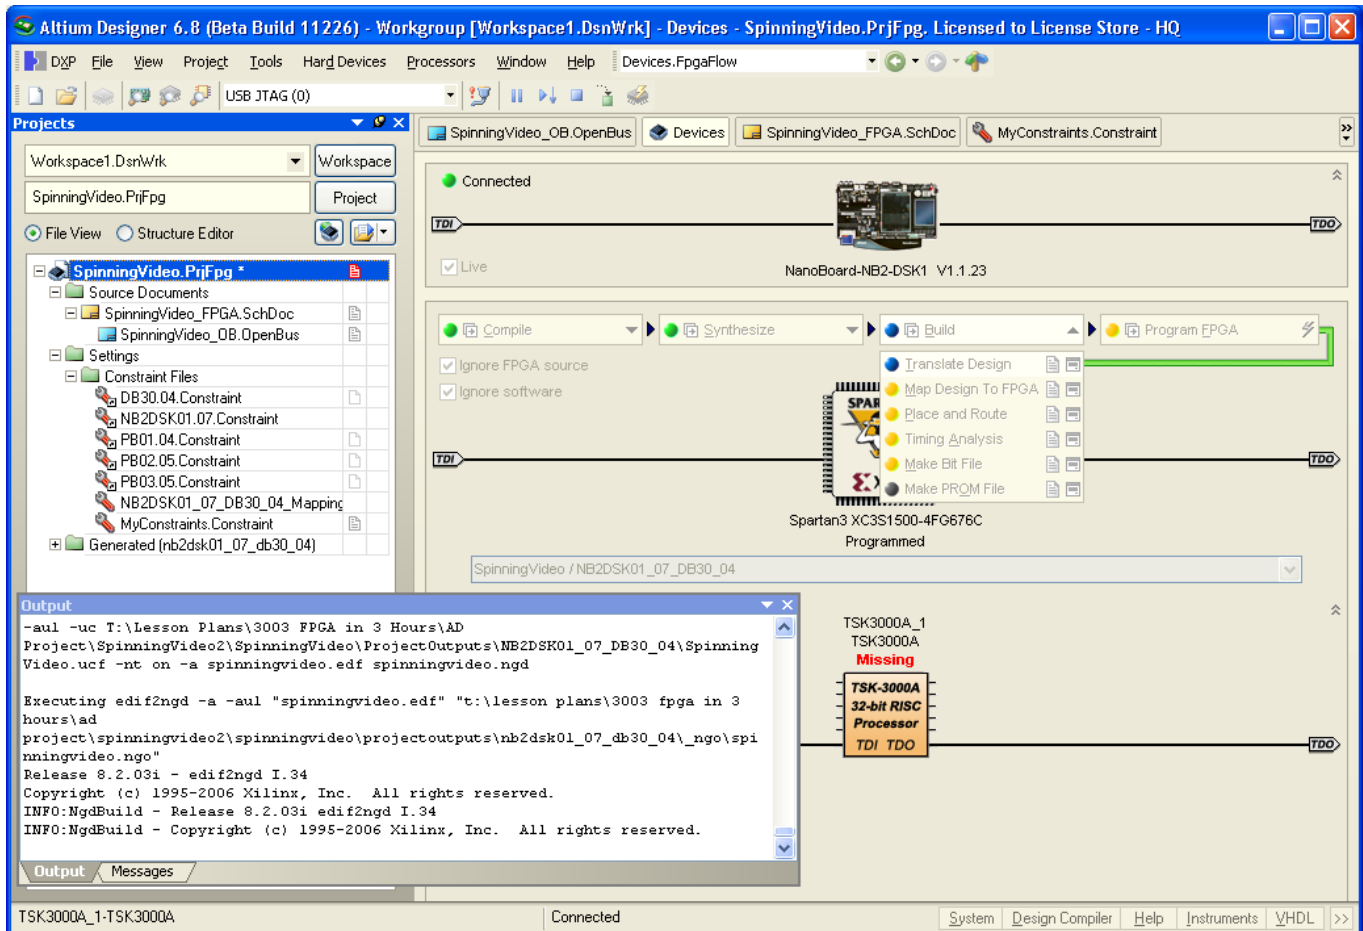 Altium Designer 6.8 (Beta Build 11226) - Workgroup [Workspace1.DsnWrk] - Devices - SpinningVideo.PrjFpg. Licensed to License Store - HQ
DXP File View Project Tools Hard Devices Processors Window Help Devices.FpgaFlow
USB JTAG (0)
Projects
Workspace1.DsnWrk Workspace
SpinningVideo.PrjFpg Project
File View Structure Editor
SpinningVideo.PrjFpg *
Source Documents
SpinningVideo_FPGA.SchDoc
SpinningVideo_OB.OpenBus
Settings
Constraint Files
DB30.04.Constraint
NB2DSK01.07.Constraint
PB01.04.Constraint
PB02.05.Constraint
PB03.05.Constraint
NB2DSK01_07_DB30_04_Mapping
MyConstraints.Constraint
Generated (nb2dsk01_07_db30_04)
SpinningVideo_OB.OpenBus Devices SpinningVideo_FPGA.SchDoc MyConstraints.Constraint
Connected
TDI TDO
Live
NanoBoard-NB2-DSK1 V1.1.23
Compile Synthesize Build Program FPGA
Ignore FPGA source
Ignore software
Translate Design
Map Design To FPGA
Place and Route
Timing Analysis
Make Bit File
Make PROM File
SPAR
TDI TDO
Spartan3 XC3S1500-4FG676C
Programmed
SpinningVideo / NB2DSK01_07_DB30_04
TSK3000A_1
TSK3000A
Missing
TSK-3000A
32-bit RISC
Processor
TDI TDO
TDO
Output
-aul -uc T:\Lesson Plans\3003 FPGA in 3 Hours\AD
Project\SpinningVideo2\SpinningVideo\ProjectOutputs\NB2DSK01_07_DB30_04\Spinning
Video.ucf -nt on -a spinningvideo.edf spinningvideo.ngd
Executing edif2ngd -a -aul "spinningvideo.edf" "t:\lesson plans\3003 fpga in 3
hours\ad
project\spinningvideo2\spinningvideo\projectoutputs\nb2dsk01_07_db30_04\_ngo\spi
nningvideo.ngo"
Release 8.2.03i - edif2ngd I.34
Copyright (c) 1995-2006 Xilinx, Inc. All rights reserved.
INFO:NgdBuild - Release 8.2.03i edif2ngd I.34
INFO:NgdBuild - Copyright (c) 1995-2006 Xilinx, Inc. All rights reserved.
Output Messages
TSK3000A_1-TSK3000A Connected System Design Compiler Help Instruments VHDL >>